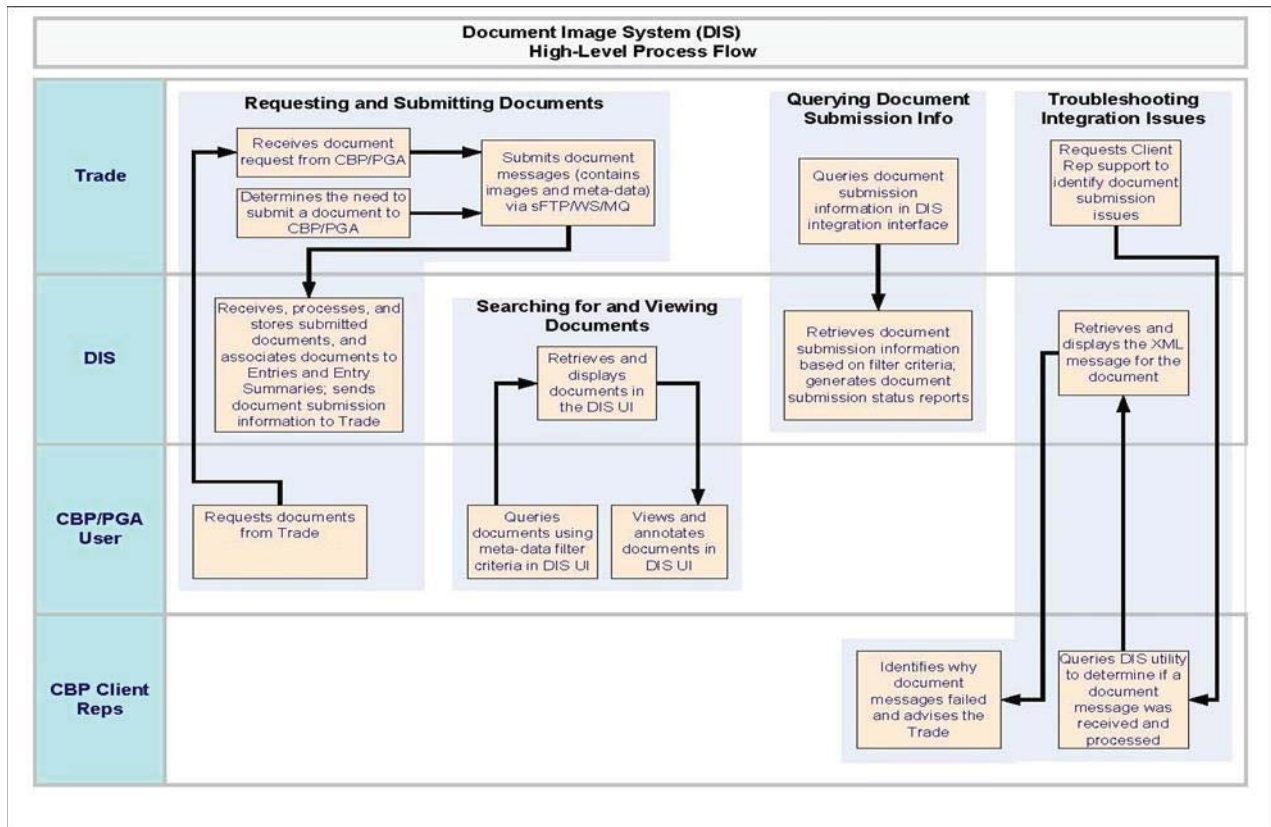 Document Image System (DIS)
High-Level Process Flow
Trade
Requesting and Submitting Documents
Receives document
request from CBP/PGA
Determines the need to
submit a document to
CBP/PGA
Submits document
messages (contains
images and meta-data)
via sFTP/WS/MQ
Querying Document
Submission Info
Queries document
submission
information in DIS
integration interface
Troubleshooting
Integration Issues
Requests Client
Rep support to
identify document
submission
issues
DIS
Receives, processes, and
stores submitted
documents, and
associates documents to
Entries and Entry
Summaries; sends
document submission
information to Trade
Searching for and Viewing
Documents
Retrieves and
displays
documents in
the DIS UI
Retrieves document
submission information
based on filter criteria;
generates document
submission status reports
Retrieves and
displays the XML
message for the
document
CBP/PGA
User
Requests documents
from Trade
Queries
documents using
meta-data filter
criteria in DIS UI
Views and
annotates
documents in
DIS UI
CBP Client
Reps
Identifies why
document
messages failed
and advises the
Trade
Queries DIS utility
to determine if a
document
message was
received and
processed